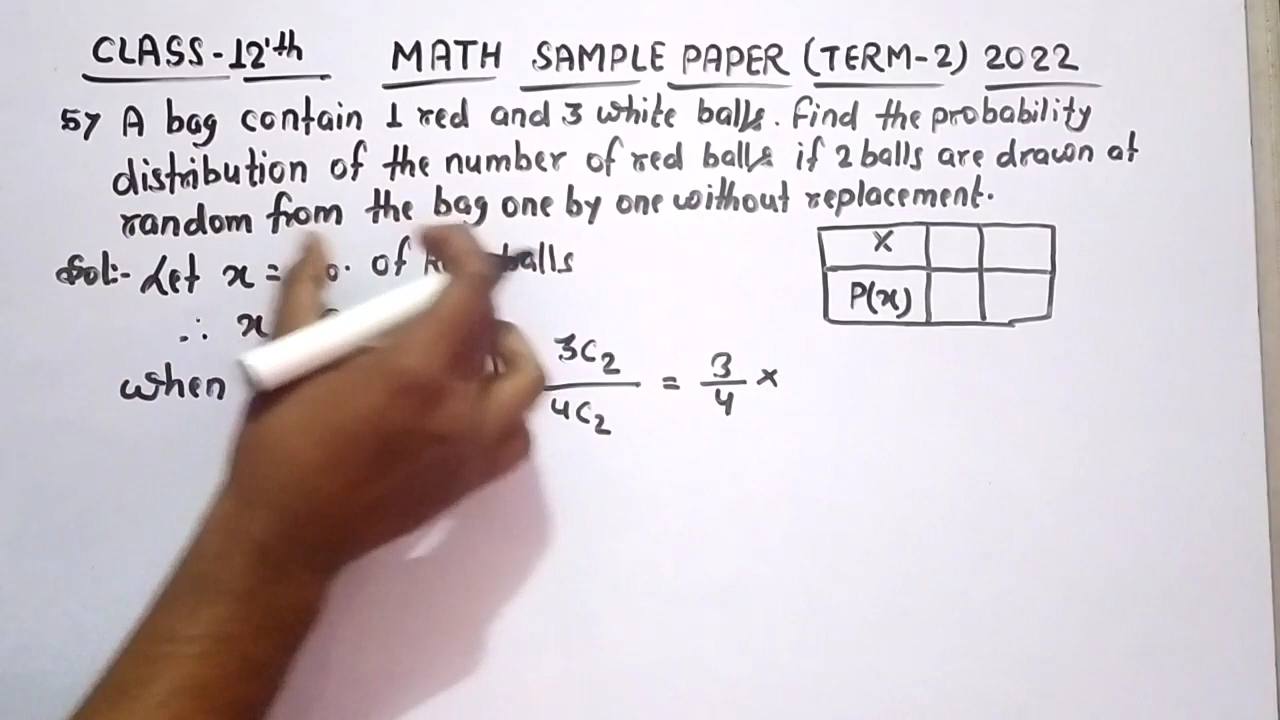 CLASS-12'th MATH SAMPLE PAPER (TERM-2) 2022
5) A bag contain 1 red and 3 white balls. Find the probability
distribution of the number of red balls if 2 balls are drawn at
random from the bag one by one without replacement.
Sol:- Let x = of balls
∴ x
when 3C2/4C2 = 3/4 ×
X
P(x)